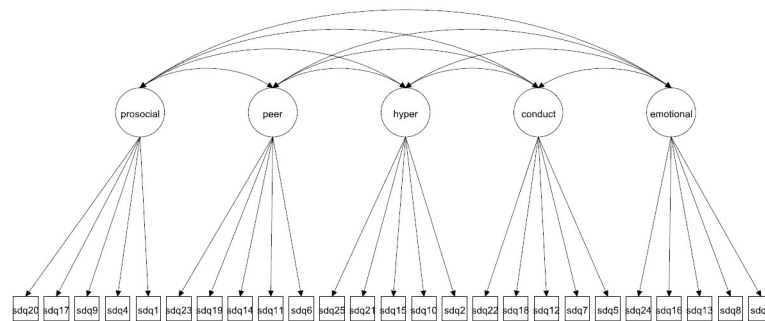 prosocial peer hyper conduct emotional
sdq20 sdq17 sdq9 sdq4 sdq1 sdq23 sdq19 sdq14 sdq11 sdq6 sdq25 sdq21 sdq15 sdq10 sdq2 sdq22 sdq18 sdq12 sdq7 sdq5 sdq24 sdq16 sdq13 sdq8 sdq